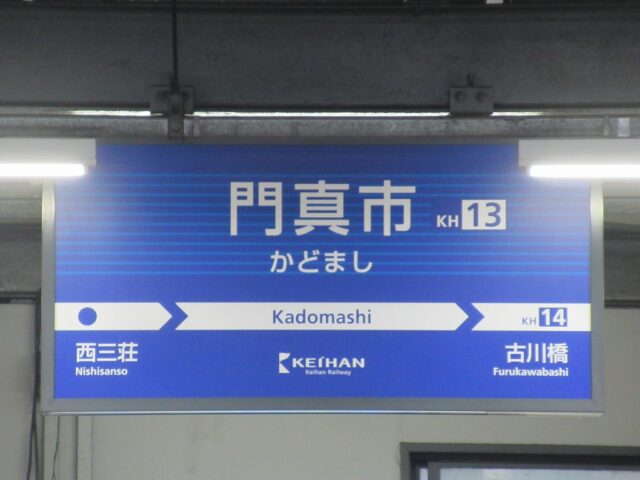 門真市 KH 13
かどまし
Kadomashi
KH 14
西三荘
Nishisanso
KEIHAN
Keihan Railway
古川橋
Furukawabashi